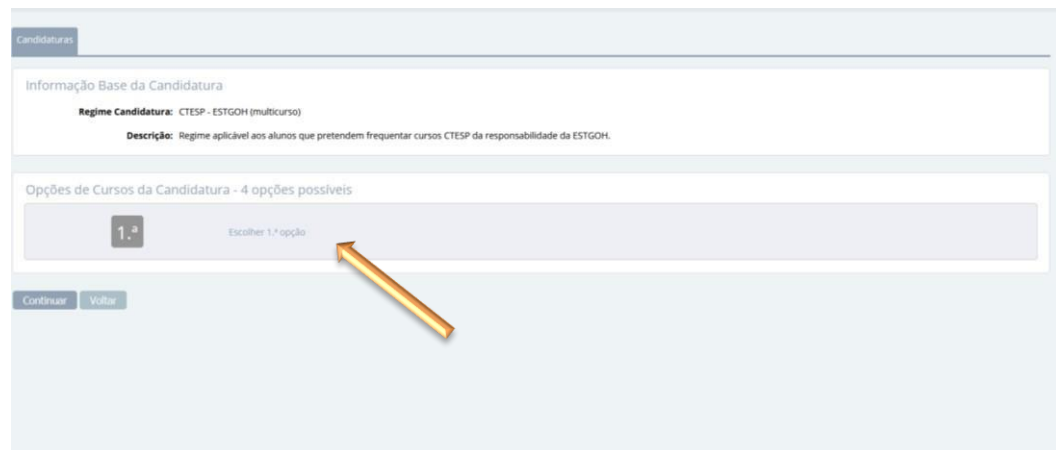 Candidaturas
Informação Base da Candidatura
Regime Candidatura: CTESP - ESTGOH (multicurso)
Descrição: Regime aplicável aos alunos que pretendem frequentar cursos CTESP da responsabilidade da ESTGOH.
Opções de Cursos da Candidatura - 4 opções possíveis
1.ª Escolher 1.ª opção
Continuar Voltar